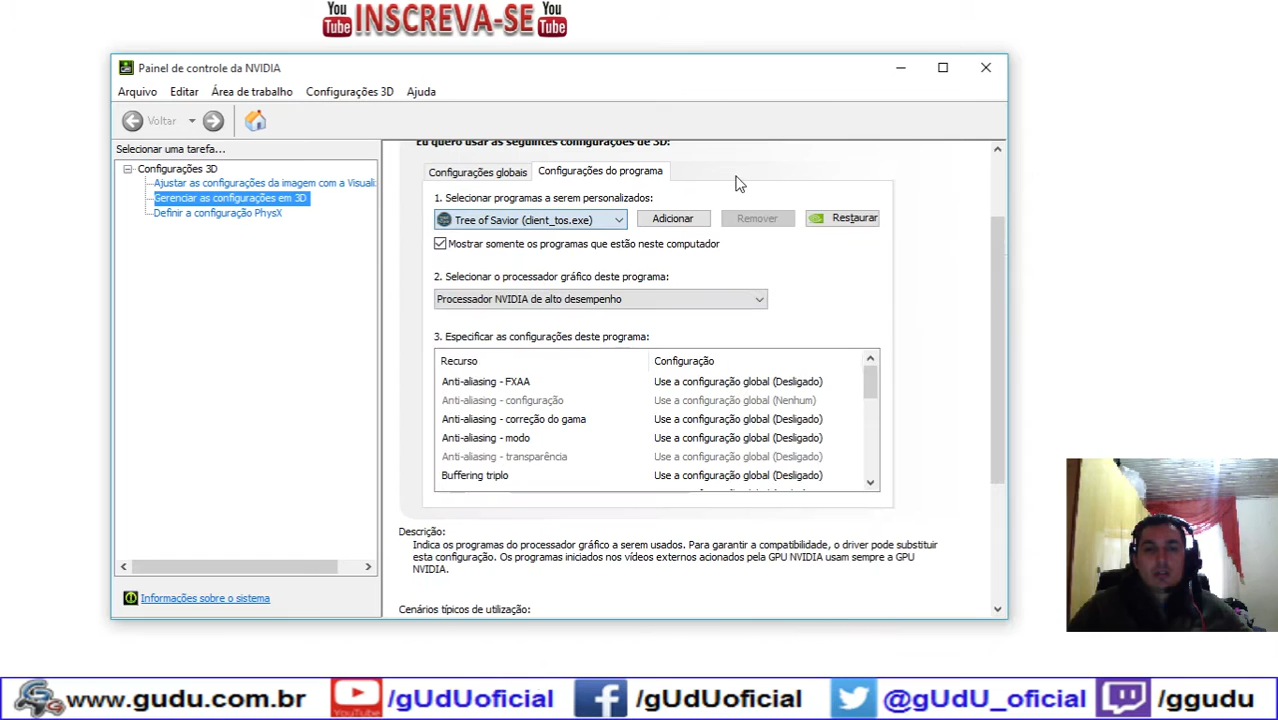 You Tube INSCREVA-SE You Tube
Painel de controle da NVIDIA
Arquivo Editar Área de trabalho Configurações 3D Ajuda
Voltar
Selecionar uma tarefa...
Configurações 3D
Ajustar as configurações da imagem com a Visuali
Gerenciar as configurações em 3D
Definir a configuração PhysX
Informações sobre o sistema
Eu quero usar as seguintes configurações de 3D:
Configurações globais Configurações do programa
1. Selecionar programas a serem personalizados:
Tree of Savior (client_tos.exe) Adicionar Remover Restaurar
Mostrar somente os programas que estão neste computador
2. Selecionar o processador gráfico deste programa:
Processador NVIDIA de alto desempenho
3. Especificar as configurações deste programa:
Recurso Configuração
Anti-aliasing - FXAA Use a configuração global (Desligado)
Anti-aliasing - configuração Use a configuração global (Nenhum)
Anti-aliasing - correção do gama Use a configuração global (Desligado)
Anti-aliasing - modo Use a configuração global (Desligado)
Anti-aliasing - transparência Use a configuração global (Desligado)
Buffering triplo Use a configuração global (Desligado)
Descrição:
Indica os programas do processador gráfico a serem usados. Para garantir a compatibilidade, o driver pode substituir
esta configuração. Os programas iniciados nos vídeos externos acionados pela GPU NVIDIA usam sempre a GPU
NVIDIA.
Cenários típicos de utilização:
www.gudu.com.br YouTube /gUdUoficial /gUdUoficial @gUdU_oficial /ggudu